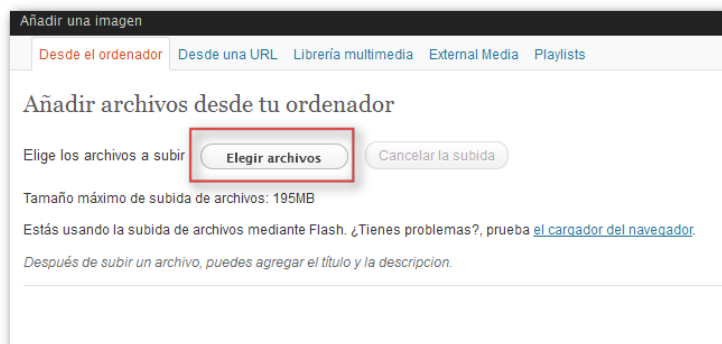 Añadir una imagen
Desde el ordenador Desde una URL Librería multimedia External Media Playlists
Añadir archivos desde tu ordenador
Elige los archivos a subir Elegir archivos Cancelar la subida
Tamaño máximo de subida de archivos: 195MB
Estás usando la subida de archivos mediante Flash. ¿Tienes problemas?, prueba el cargador del navegador.
Después de subir un archivo, puedes agregar el título y la descripcion.